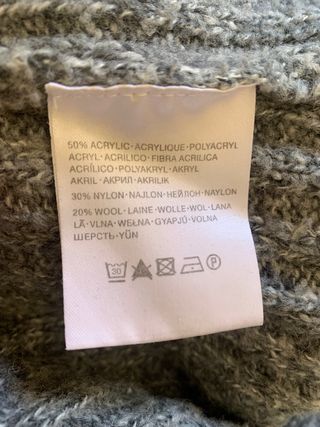 50% ACRYLIC·ACRYLIQUE·POLYACRYL
ACRYL·ACRILICO·FIBRA ACRILICA
ACRÍLICO·POLYAKRYL·AKRYL
AKRIL·АКРИЛ·AKRILIK
30% NYLON·NAJLON·НЕЙЛОН·NAYLON
20% WOOL·LAINE·WOLLE·WOL·LANA
LÃ·VLNA·WEŁNA·GYAPJÚ·VOLNA
ШЕРСТЬ·YÜN
30 P